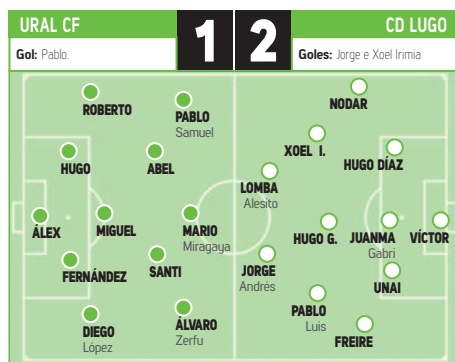 URAL CF 1 2 CD LUGO
Gol: Pablo.
Goles: Jorge e Xoel Irimia
ROBERTO
PABLO
Samuel
HUGO
ABEL
ÁLEX
MIGUEL
MARIO
Miragaya
FERNÁNDEZ
SANTI
DIEGO
López
ÁLVARO
Zerfu
NODAR
XOEL I.
HUGO DÍAZ
LOMBA
Alesito
HUGO G.
JUANMA
Gabri
VÍCTOR
JORGE
Andrés
UNAI
PABLO
Luis
FREIRE